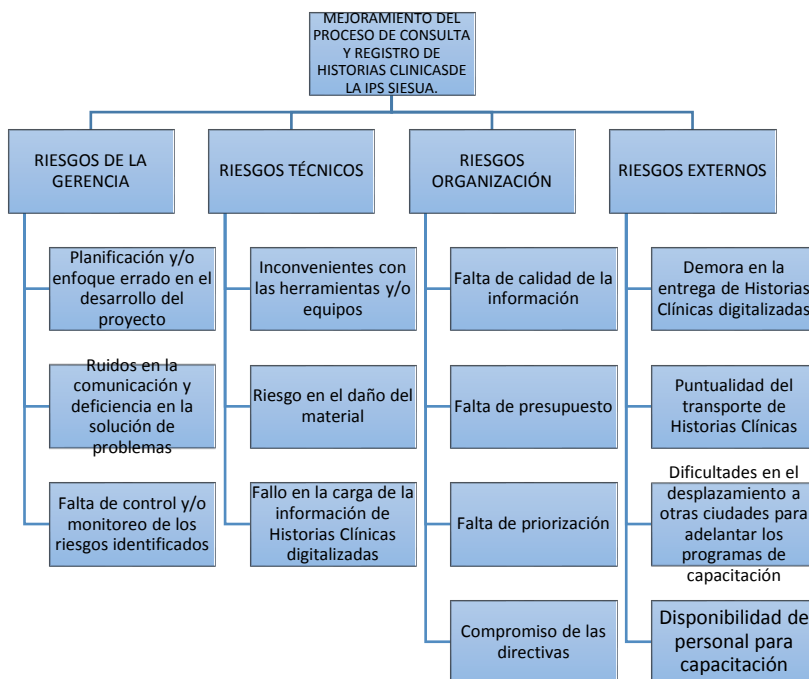 MEJORAMIENTO DEL
PROCESO DE CONSULTA
Y REGISTRO DE
HISTORIAS CLINICASDE
LA IPS SIESUA.
RIESGOS DE LA
GERENCIA
Planificación y/o
enfoque errado en el
desarrollo del
proyecto
Ruidos en la
comunicación y
deficiencia en la
solución de
problemas
Falta de control y/o
monitoreo de los
riesgos identificados
RIESGOS TÉCNICOS
Inconvenientes con
las herramientas y/o
equipos
Riesgo en el daño del
material
Fallo en la carga de la
información de
Historias Clínicas
digitalizadas
RIESGOS
ORGANIZACIÓN
Falta de calidad de la
información
Falta de presupuesto
Falta de priorización
Compromiso de las
directivas
RIESGOS EXTERNOS
Demora en la
entrega de Historias
Clínicas digitalizadas
Puntualidad del
transporte de
Historias Clínicas
Dificultades en el
desplazamiento a
otras ciudades para
adelantar los
programas de
capacitación
Disponibilidad de
personal para
capacitación